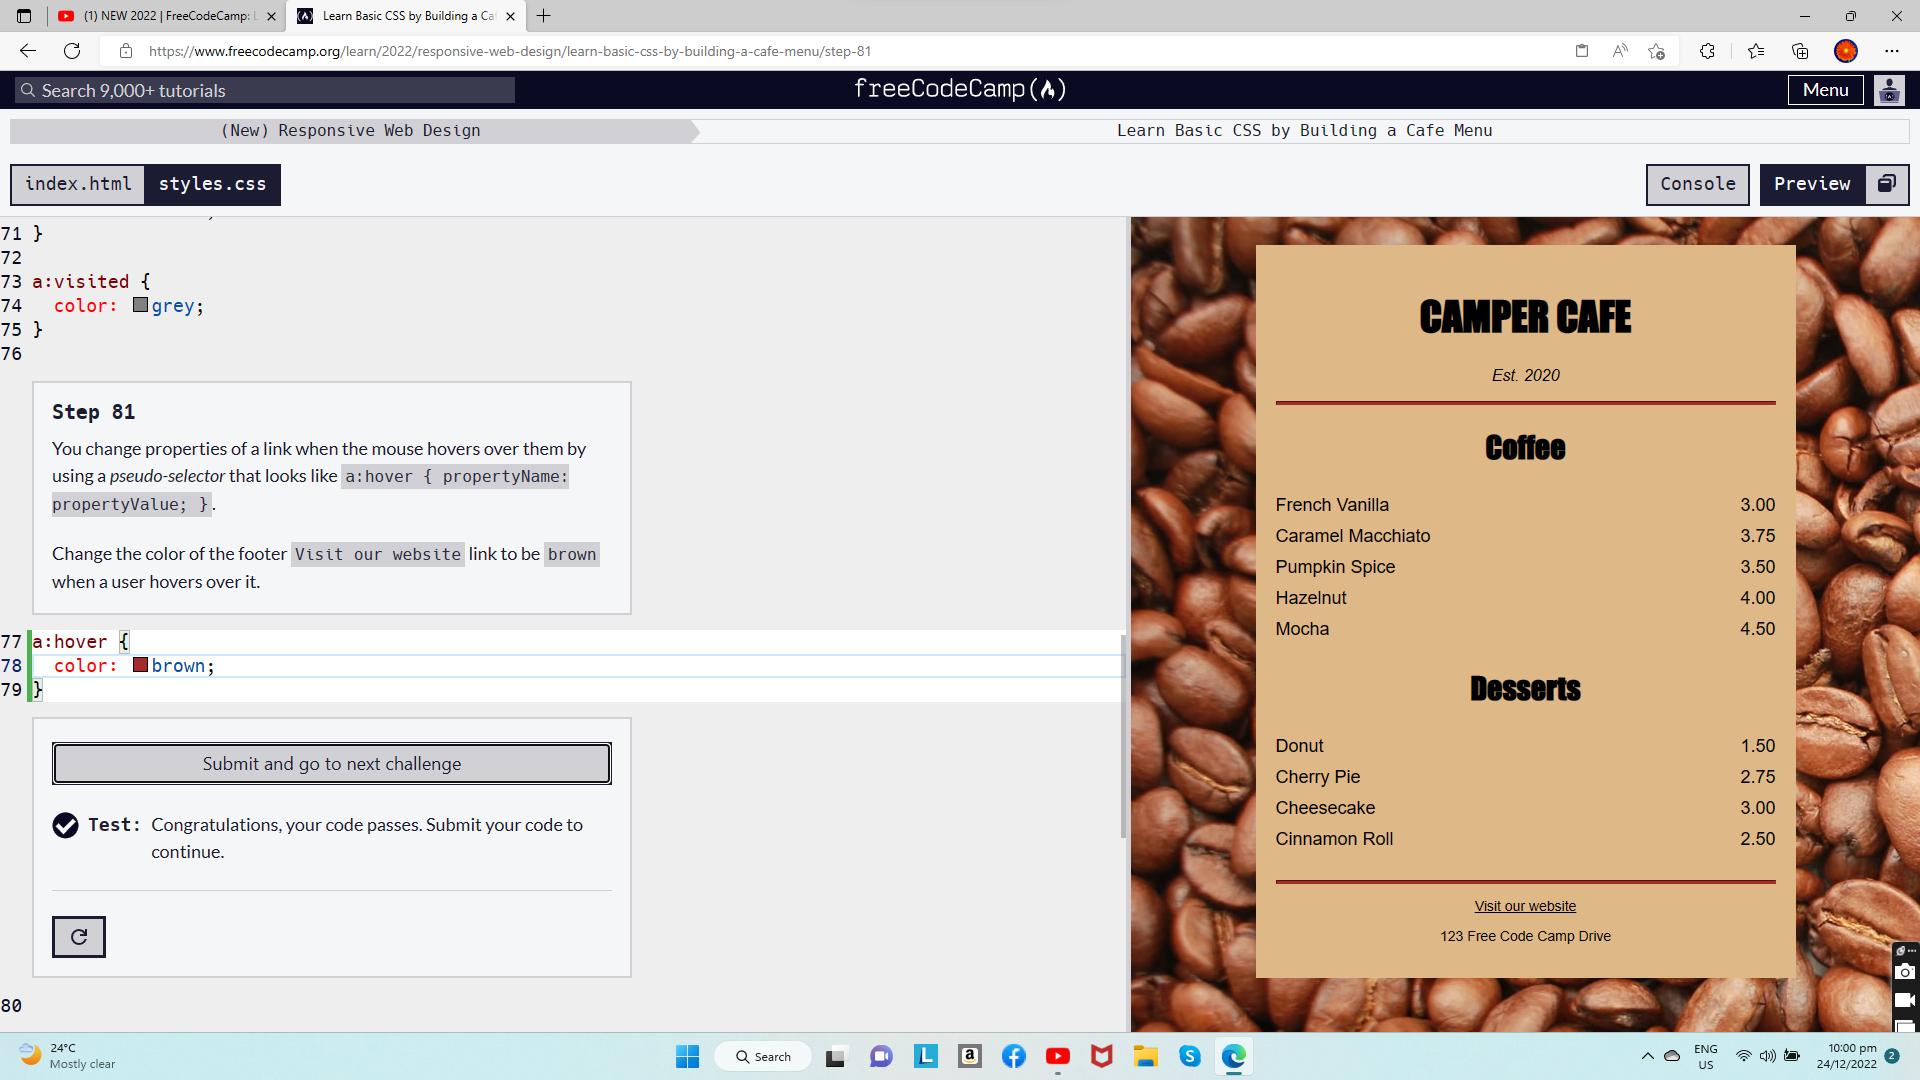 (1) NEW 2022 | FreeCodeCamp:
Learn Basic CSS by Building a Caf
https://www.freecodecamp.org/learn/2022/responsive-web-design/learn-basic-css-by-building-a-cafe-menu/step-81
Search 9,000+ tutorials
freeCodeCamp
Menu
(New) Responsive Web Design
Learn Basic CSS by Building a Cafe Menu
index.html
styles.css
Console
Preview
71 }
72
73 a:visited {
74 color: grey;
75 }
76
Step 81
You change properties of a link when the mouse hovers over them by
using a pseudo-selector that looks like a:hover { propertyName:
propertyValue; }.
Change the color of the footer Visit our website link to be brown
when a user hovers over it.
77 a:hover {
78 color: brown;
79 }
Submit and go to next challenge
Test: Congratulations, your code passes. Submit your code to
continue.
80
CAMPER CAFE
Est. 2020
Coffee
French Vanilla 3.00
Caramel Macchiato 3.75
Pumpkin Spice 3.50
Hazelnut 4.00
Mocha 4.50
Desserts
Donut 1.50
Cherry Pie 2.75
Cheesecake 3.00
Cinnamon Roll 2.50
Visit our website
123 Free Code Camp Drive
24°C
Mostly clear
Search
ENG
US
10:00 pm
24/12/2022
2